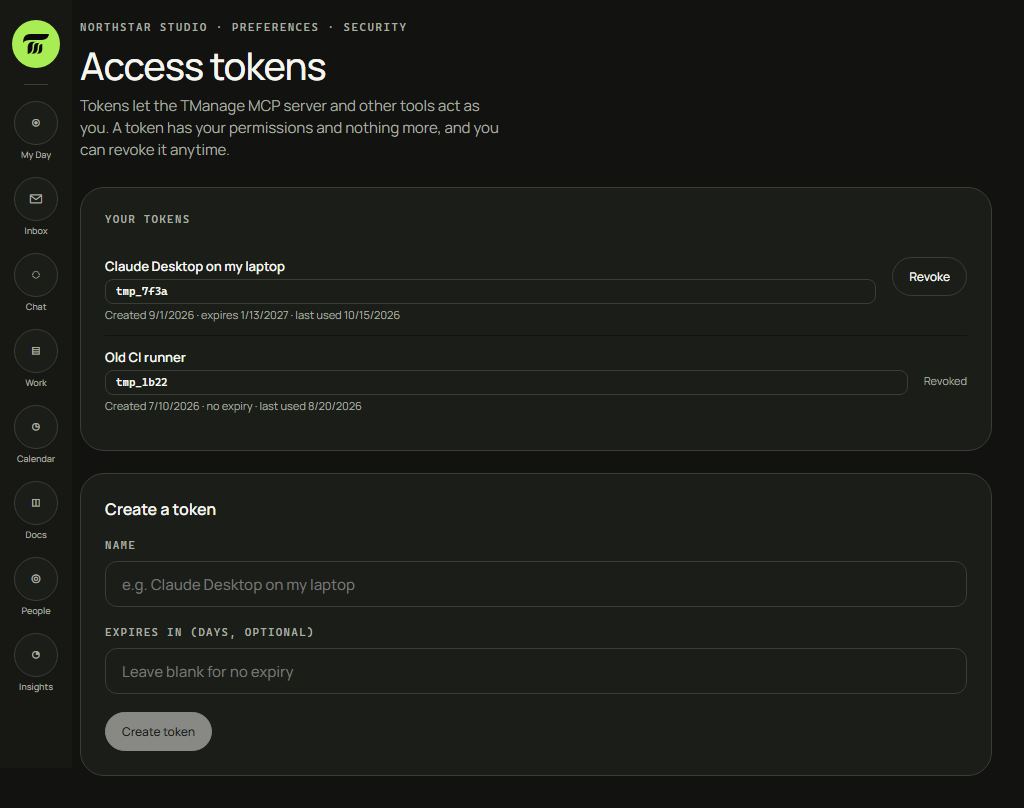 NORTHSTAR STUDIO · PREFERENCES · SECURITY
Access tokens
Tokens let the TManage MCP server and other tools act as
you. A token has your permissions and nothing more, and you
can revoke it anytime.
My Day
Inbox
Chat
Work
Calendar
Docs
People
Insights
YOUR TOKENS
Claude Desktop on my laptop
tmp_7f3a
Created 9/1/2026 · expires 1/13/2027 · last used 10/15/2026
Revoke
Old CI runner
tmp_1b22
Created 7/10/2026 · no expiry · last used 8/20/2026
Revoked
Create a token
NAME
e.g. Claude Desktop on my laptop
EXPIRES IN (DAYS, OPTIONAL)
Leave blank for no expiry
Create token